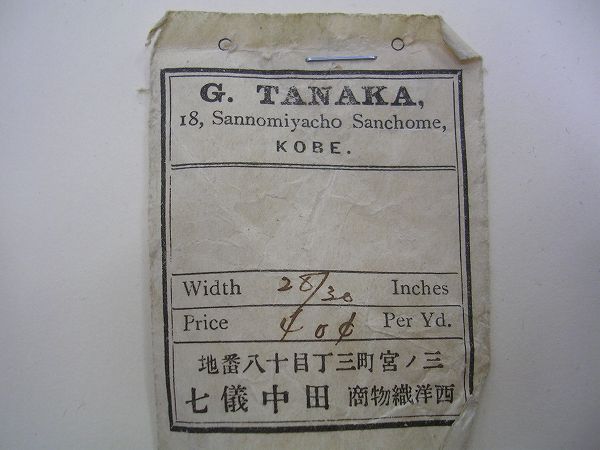 G. TANAKA,
18, Sannomiyacho Sanchome,
KOBE.
Width 28/30 Inches
Price 40¢ Per Yd.
三ノ宮町三丁目十八番地
西洋織物商 田中儀七